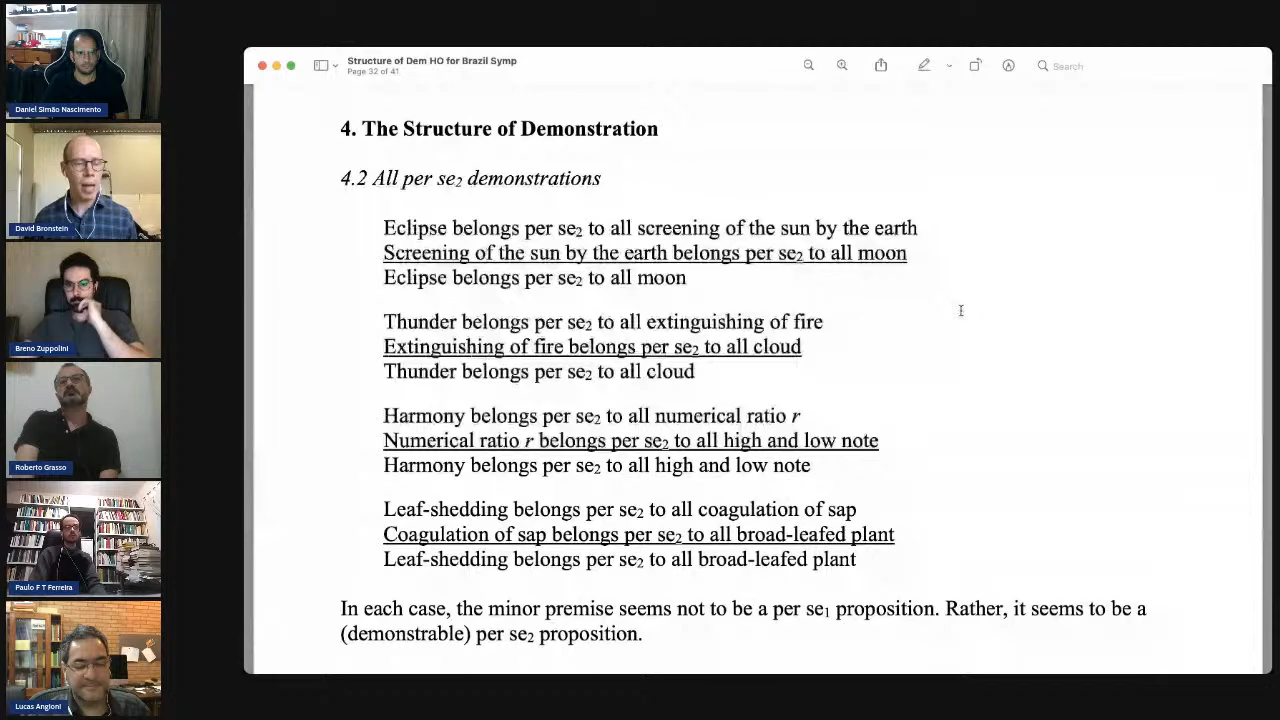 Daniel Simão Nascimento
David Bronstein
Breno Zuppolini
Roberto Grasso
Paulo F T Ferreira
Lucas Angioni
Structure of Dem HO for Brazil Symp
Page 32 of 41
Search
4. The Structure of Demonstration
4.2 All per se₂ demonstrations
Eclipse belongs per se₂ to all screening of the sun by the earth
Screening of the sun by the earth belongs per se₂ to all moon
Eclipse belongs per se₂ to all moon
Thunder belongs per se₂ to all extinguishing of fire
Extinguishing of fire belongs per se₂ to all cloud
Thunder belongs per se₂ to all cloud
Harmony belongs per se₂ to all numerical ratio r
Numerical ratio r belongs per se₂ to all high and low note
Harmony belongs per se₂ to all high and low note
Leaf-shedding belongs per se₂ to all coagulation of sap
Coagulation of sap belongs per se₂ to all broad-leafed plant
Leaf-shedding belongs per se₂ to all broad-leafed plant
In each case, the minor premise seems not to be a per se₁ proposition. Rather, it seems to be a
(demonstrable) per se₂ proposition.